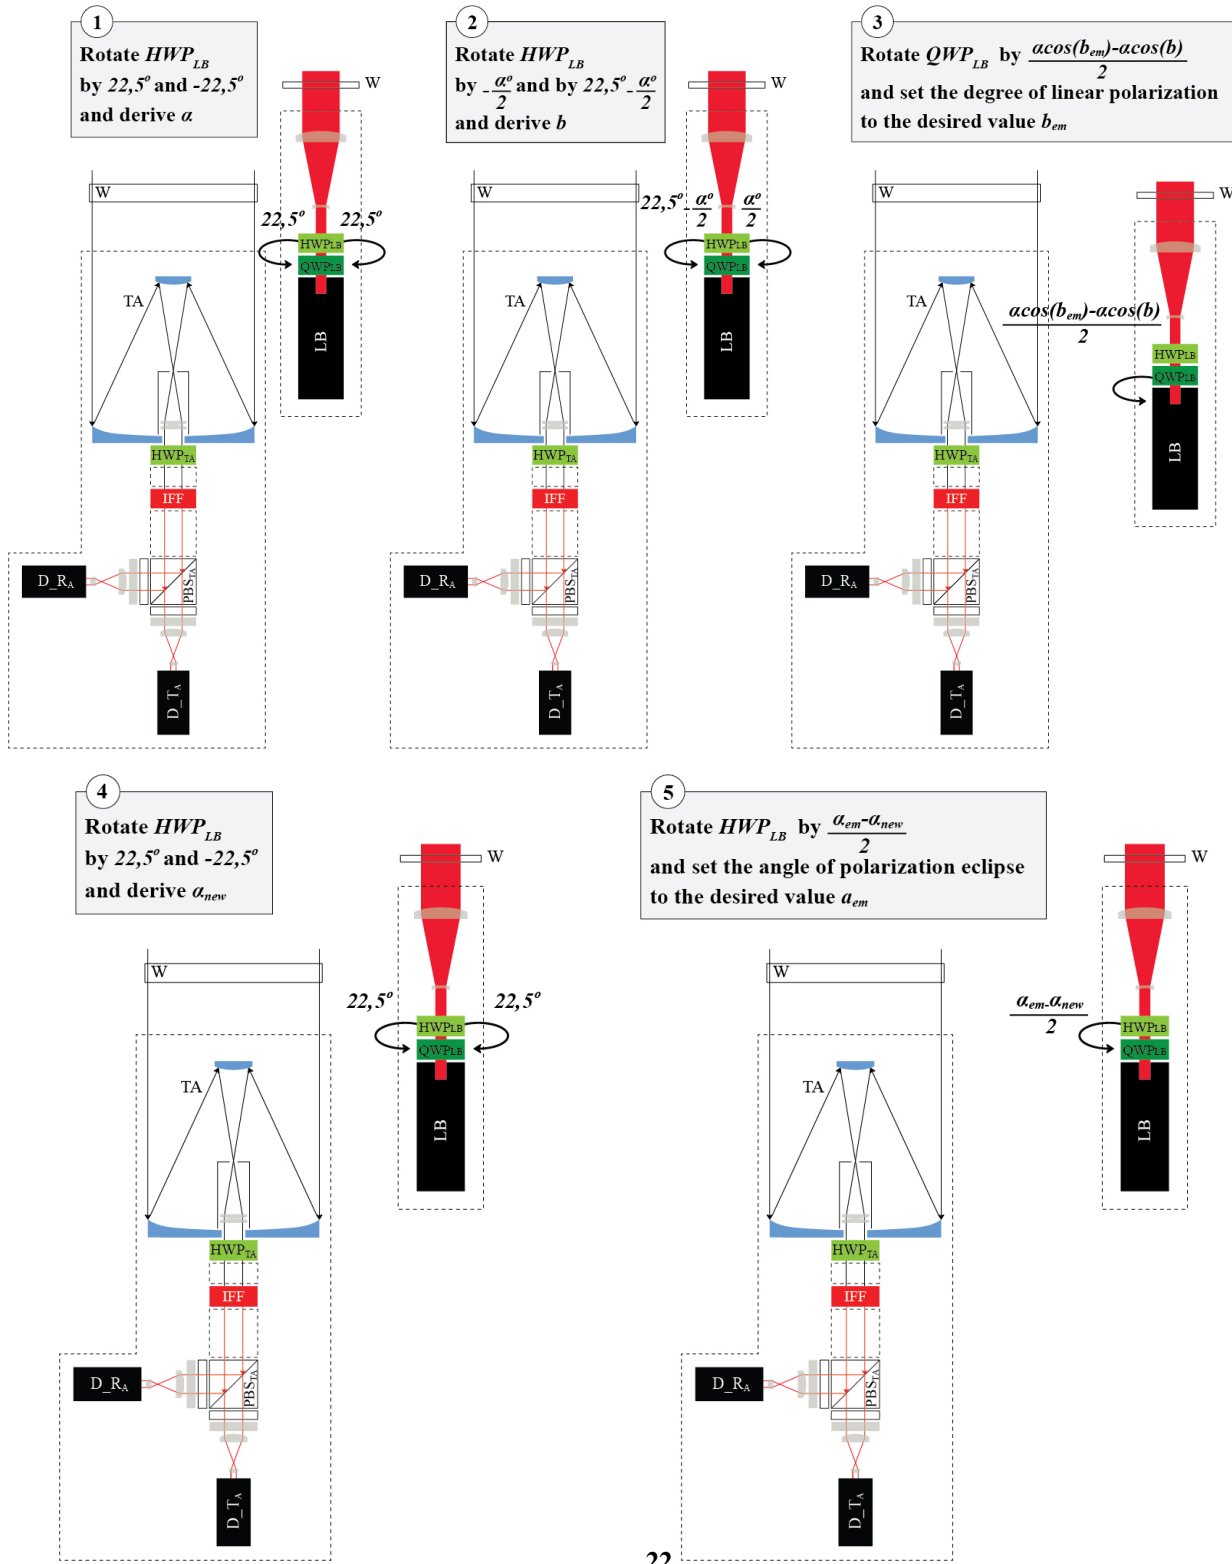 1
Rotate HWP_LB
by 22,5° and -22,5°
and derive α
W
W
22,5° 22,5°
HWP_LB
QWP_LB
LB
TA
HWP_TA
IFF
D_R_A
PBS_TA
D_T_A
2
Rotate HWP_LB
by -α°/2 and by 22,5°-α°/2
and derive b
W
W
22,5°-α°/2 α°/2
HWP_LB
QWP_LB
LB
TA
HWP_TA
IFF
D_R_A
PBS_TA
D_T_A
3
Rotate QWP_LB by αcos(b_em)-αcos(b)/2
and set the degree of linear polarization
to the desired value b_em
W
W
αcos(b_em)-αcos(b)/2
HWP_LB
QWP_LB
LB
TA
HWP_TA
IFF
D_R_A
PBS_TA
D_T_A
4
Rotate HWP_LB
by 22,5° and -22,5°
and derive α_new
W
W
22,5° 22,5°
HWP_LB
QWP_LB
LB
TA
HWP_TA
IFF
D_R_A
PBS_TA
D_T_A
5
Rotate HWP_LB by α_em-α_new/2
and set the angle of polarization eclipse
to the desired value a_em
W
W
α_em-α_new/2
HWP_LB
QWP_LB
LB
TA
HWP_TA
IFF
D_R_A
PBS_TA
D_T_A
22